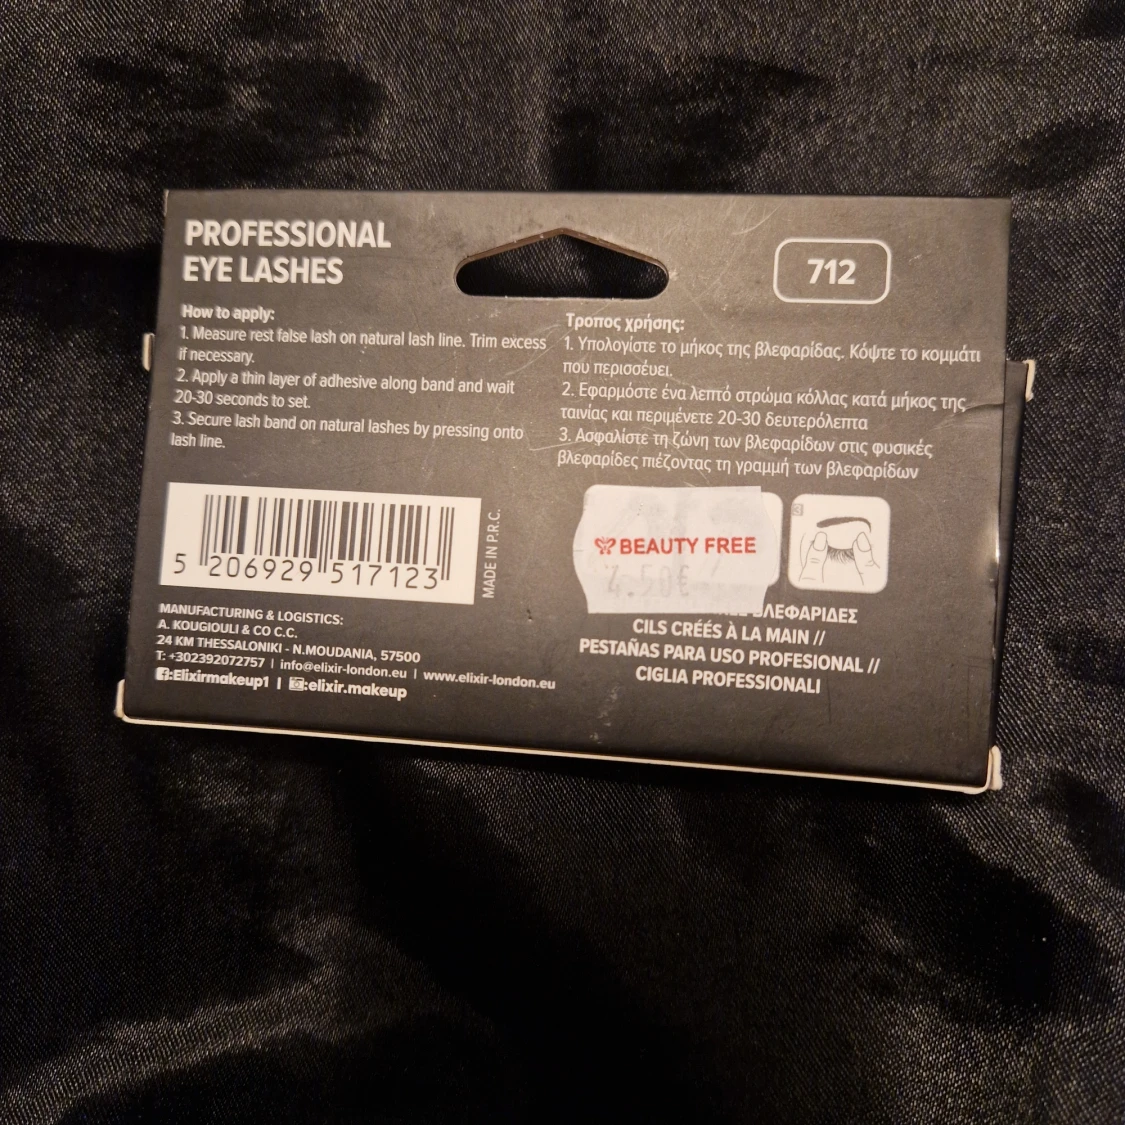 PROFESSIONAL
EYE LASHES
712
How to apply:
1. Measure rest false lash on natural lash line. Trim excess
if necessary.
2. Apply a thin layer of adhesive along band and wait
20-30 seconds to set.
3. Secure lash band on natural lashes by pressing onto
lash line.
Τροπος χρήσης:
1. Υπολογίστε το μήκος της βλεφαρίδας. Κόψτε το κομμάτι
που περισσέυει.
2. Εφαρμόστε ένα λεπτό στρώμα κόλλας κατά μήκος της
ταινίας και περιμένετε 20-30 δευτερόλεπτα
3. Ασφαλίστε τη ζώνη των βλεφαρίδων στις φυσικές
βλεφαρίδες πιέζοντας τη γραμμή των βλεφαρίδων
5 206929 517123
MADE IN P.R.C.
BEAUTY FREE
4.50€
3
MANUFACTURING & LOGISTICS:
A. KOUGIOULI & CO C.C.
24 KM THESSALONIKI - N.MOUDANIA, 57500
T: +302392072757 | info@elixir-london.eu | www.elixir-london.eu
:Elixirmakeup1 | :elixir.makeup
ΒΛΕΦΑΡΙΔΕΣ
CILS CRÉÉS À LA MAIN //
PESTAÑAS PARA USO PROFESIONAL //
CIGLIA PROFESSIONALI